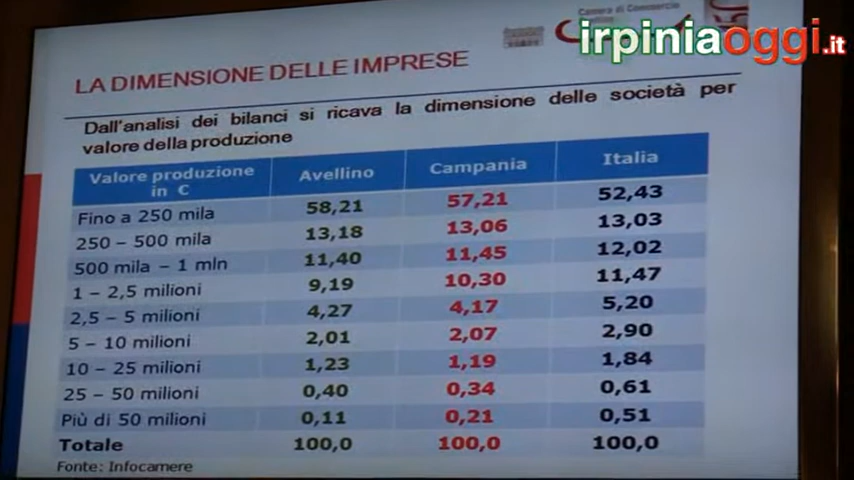 Camera di Commercio
irpiniaoggi.it
LA DIMENSIONE DELLE IMPRESE
Dall'analisi dei bilanci si ricava la dimensione delle società per
valore della produzione
Valore produzione in € Avellino Campania Italia
Fino a 250 mila 58,21 57,21 52,43
250 – 500 mila 13,18 13,06 13,03
500 mila – 1 mln 11,40 11,45 12,02
1 – 2,5 milioni 9,19 10,30 11,47
2,5 – 5 milioni 4,27 4,17 5,20
5 – 10 milioni 2,01 2,07 2,90
10 – 25 milioni 1,23 1,19 1,84
25 – 50 milioni 0,40 0,34 0,61
Più di 50 milioni 0,11 0,21 0,51
Totale 100,0 100,0 100,0
Fonte: Infocamere